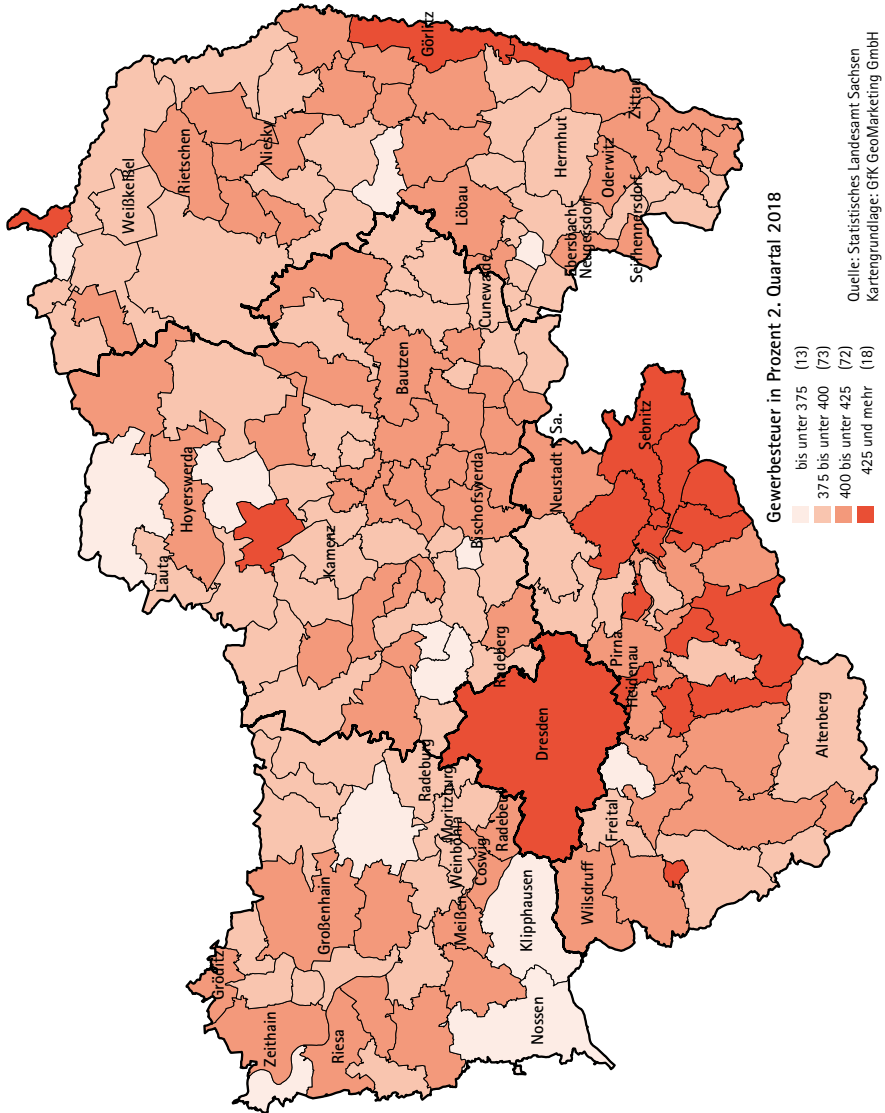 Weißkeißel
Rietschen
Niesky
Görlitz
Löbau
Herrnhut
Zittau
Oderwitz
Ebersbach-
Neugersdorf
Seifhennersdorf
Cunewalde
Bautzen
Hoyerswerda
Lauta
Kamenz
Bischofswerda
Neustadt i. Sa.
Sebnitz
Radeberg
Pirna
Heidenau
Dresden
Altenberg
Freital
Wilsdruff
Radeburg
Moritzburg
Weinböhla
Coswig
Radebeul
Meißen
Klipphausen
Nossen
Großenhain
Gröditz
Zeithain
Riesa
Gewerbesteuer in Prozent 2. Quartal 2018
bis unter 375 (13)
375 bis unter 400 (73)
400 bis unter 425 (72)
425 und mehr (18)
Quelle: Statistisches Landesamt Sachsen
Kartengrundlage: GfK GeoMarketing GmbH